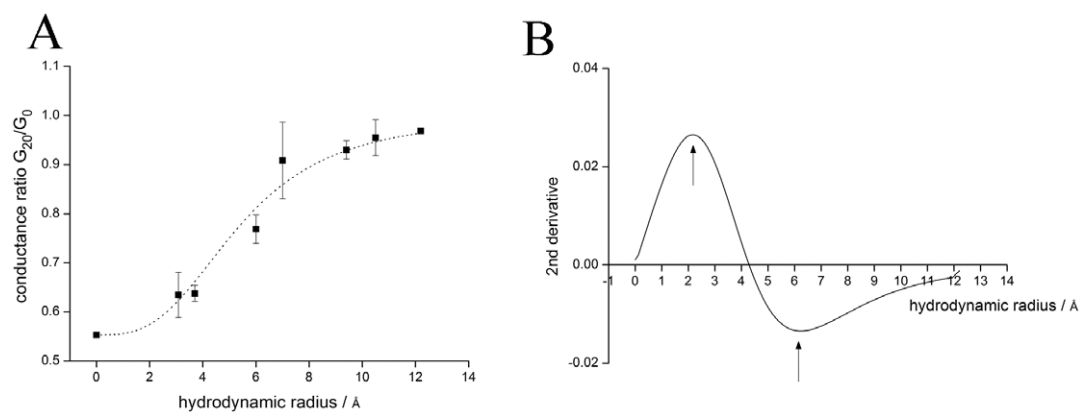 A
1.1
1.0
0.9
0.8
0.7
0.6
0.5
conductance ratio G20/G0
0 2 4 6 8 10 12 14
hydrodynamic radius / Å
B
0.04
0.02
0.00
-0.02
2nd derivative
-1 0 1 2 3 4 5 6 7 8 9 10 11 12 13 14
hydrodynamic radius / Å